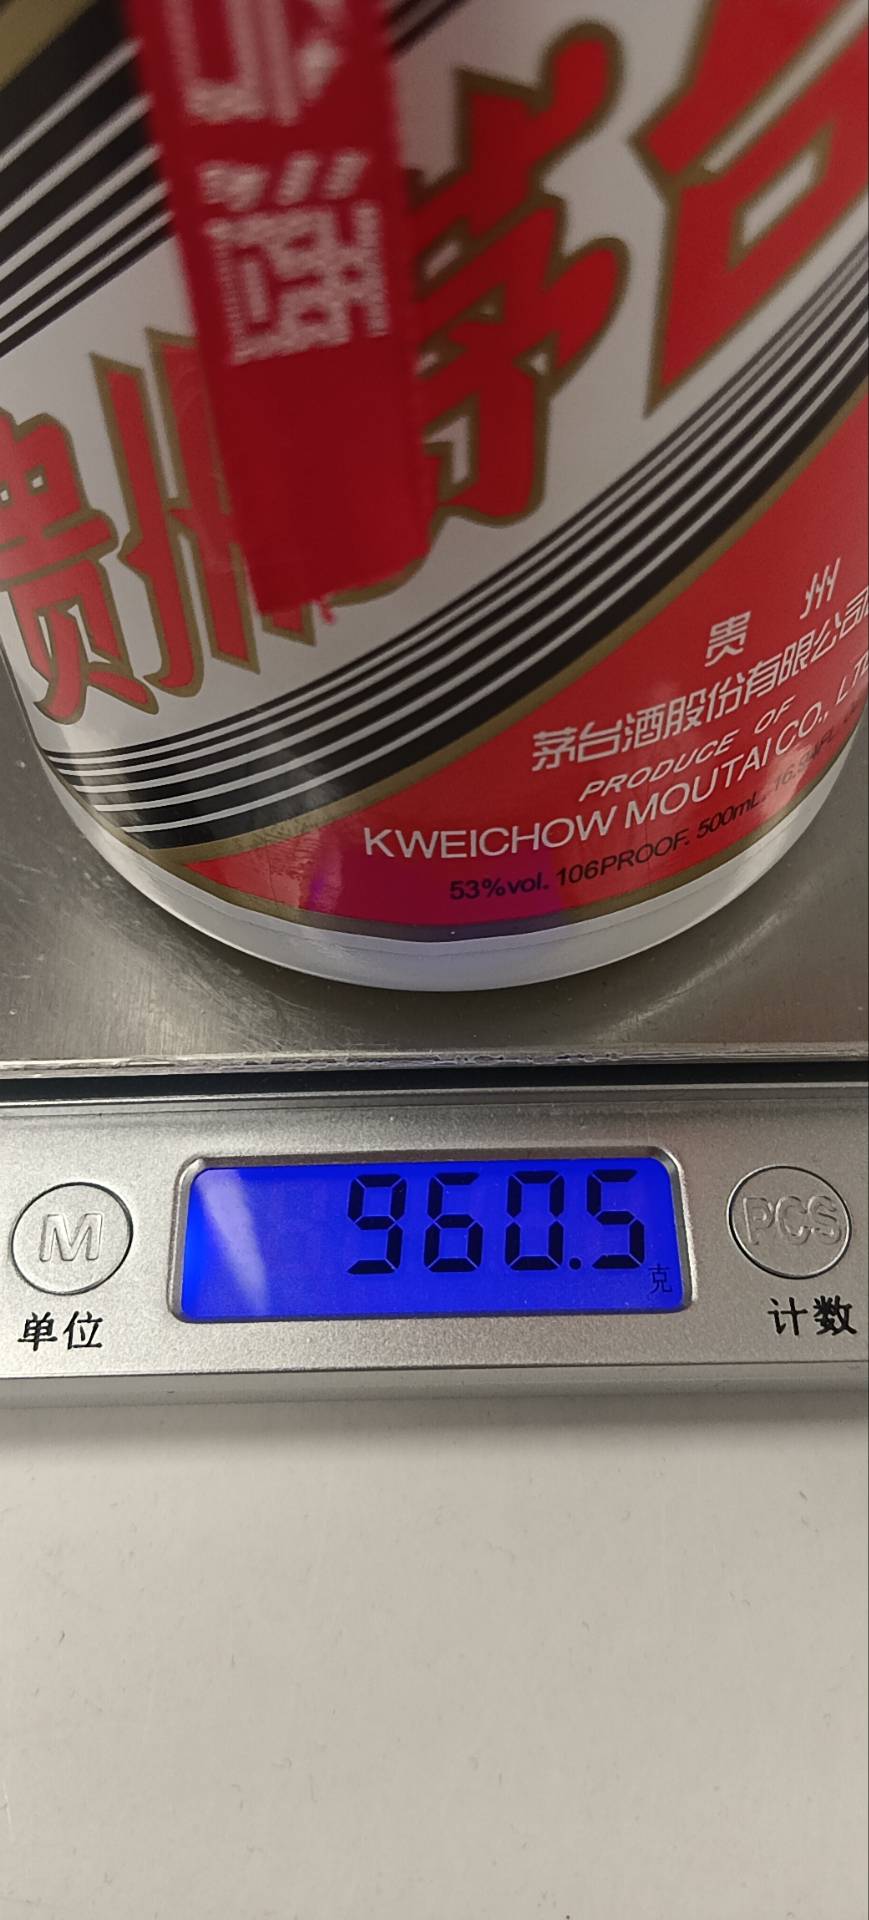 贵州茅台
贵州
茅台酒股份有限公司
PRODUCE OF
KWEICHOW MOUTAI CO., LTD
53%vol. 106PROOF. 500mL.
960.5
克
M
单位
PCS
计数